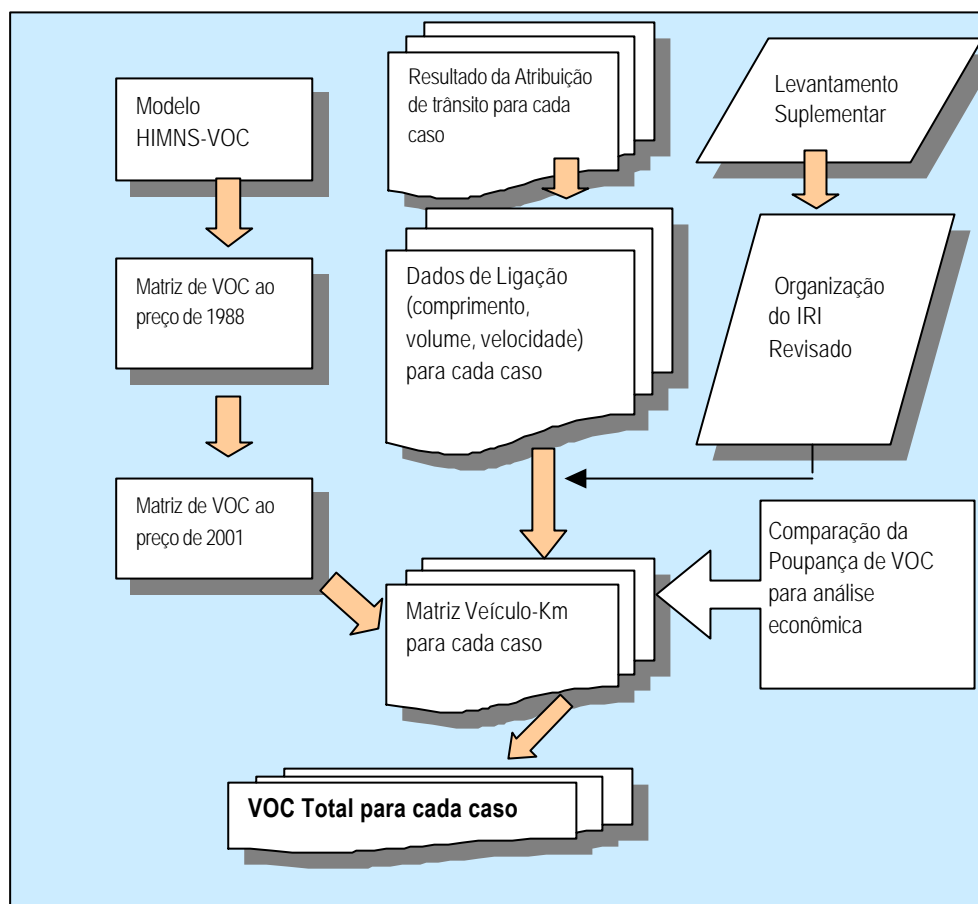 Modelo
HIMNS-VOC
Resultado da Atribuição
de trânsito para cada
caso
Levantamento
Suplementar
Matriz de VOC ao
preço de 1988
Dados de Ligação
(comprimento,
volume, velocidade)
para cada caso
Organização
do IRI
Revisado
Matriz de VOC ao
preço de 2001
Comparação da
Poupança de VOC
para análise
econômica
Matriz Veículo-Km
para cada caso
VOC Total para cada caso